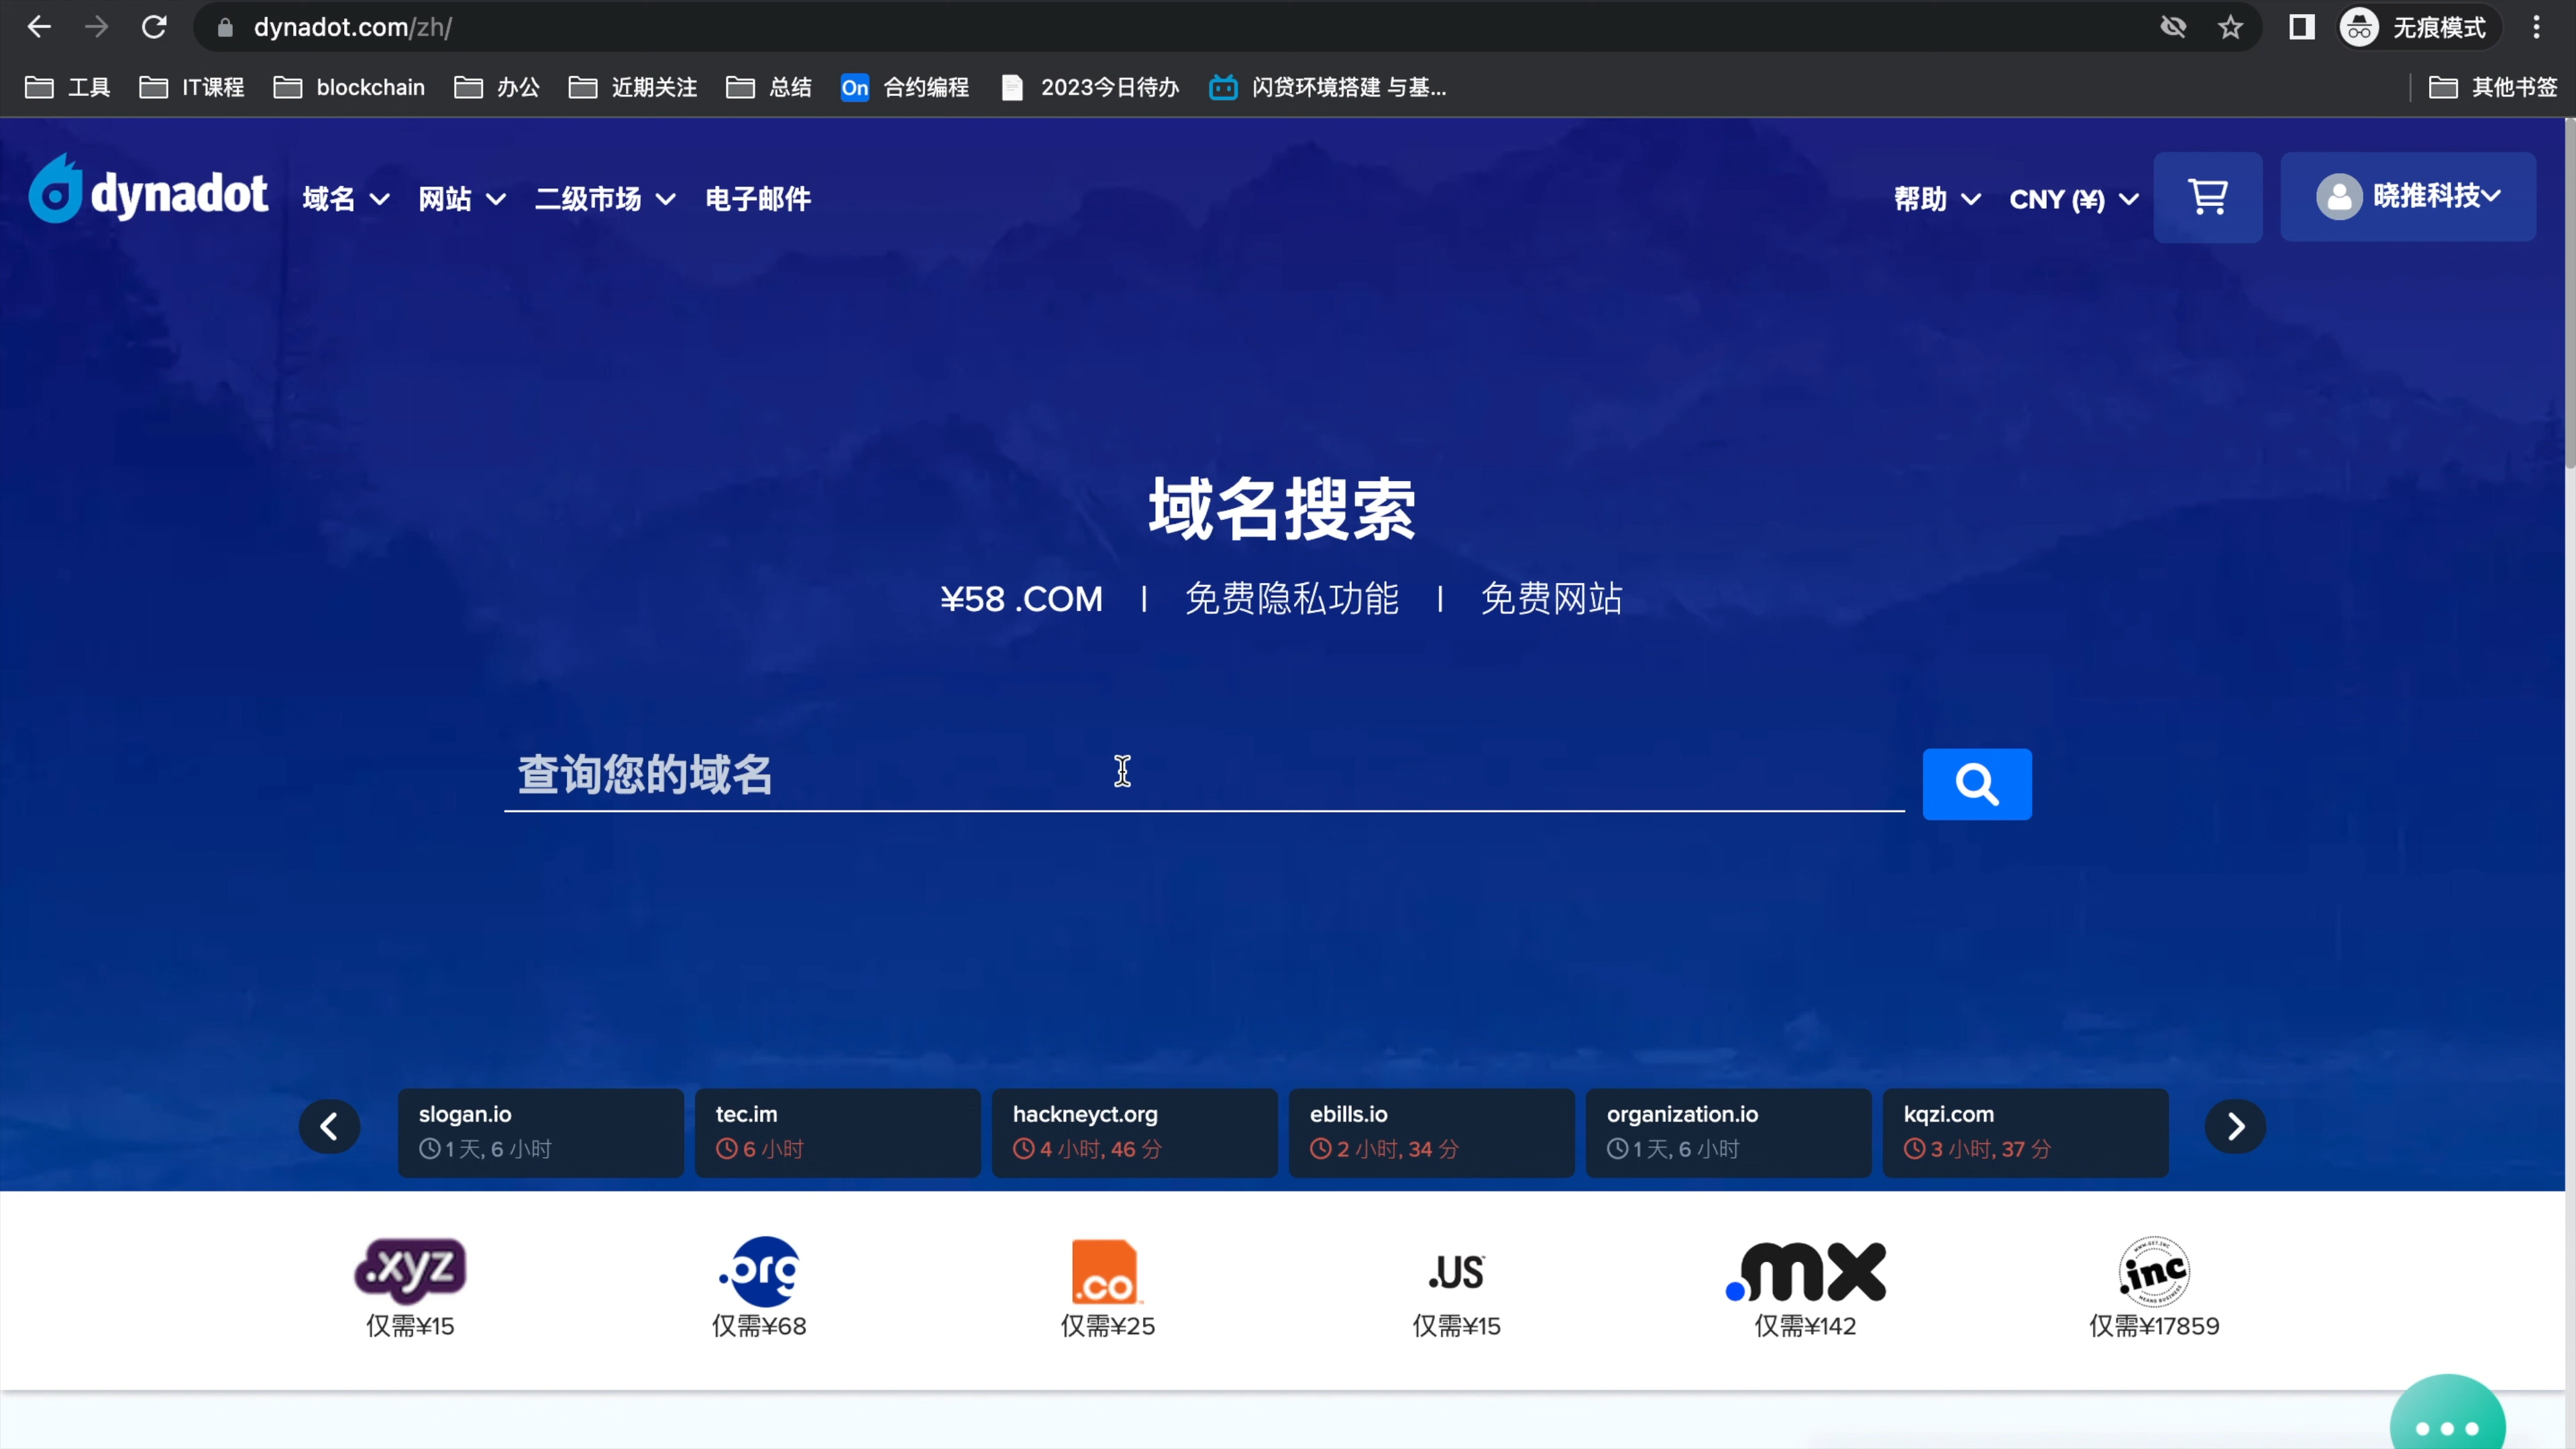 dynadot.com/zh/
无痕模式
工具
IT课程
blockchain
办公
近期关注
总结
On 合约编程
2023今日待办
闪贷环境搭建 与基...
其他书签
dynadot
域名
网站
二级市场
电子邮件
帮助
CNY (¥)
晓推科技
域名搜索
¥58 .COM | 免费隐私功能 | 免费网站
查询您的域名
slogan.io
1 天, 6 小时
tec.im
6 小时
hackneyct.org
4 小时, 46 分
ebills.io
2 小时, 34 分
organization.io
1 天, 6 小时
kqzi.com
3 小时, 37 分
.xyz
仅需¥15
.org
仅需¥68
.co
仅需¥25
.US
仅需¥15
.mx
仅需¥142
.inc
仅需¥17859